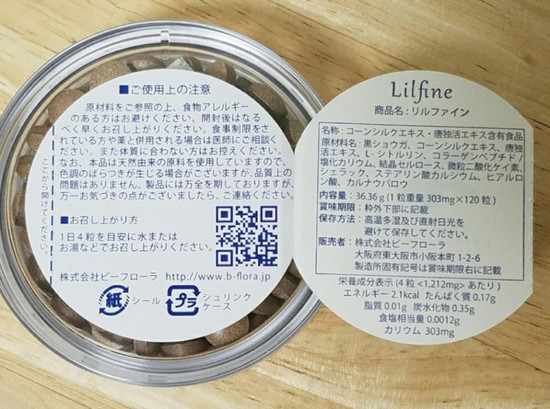 ■ご使用上の注意
原材料をご参照の上、食物アレルギー
のある方はお避けください。開封後はなる
べく早くお召し上がりください。食事制限をさ
れている方や薬と併用される場合は医師にご相談く
ださい。また体質に合わない方は、お控えください。
なお、本品は天然由来の原料を使用していますので、
色調のばらつきが生じる場合がございますが、品質上の
問題はありません。製品には万全を期しておりますが、
万一お気づきの点がございましたら、ご連絡ください。
■お召し上がり方
1日4粒を目安に水または
お湯などでお召し上がりください。
株式会社ビーフローラ http://www.b-flora.jp
紙 シール
プラ シュリンク
ケース
ここから開けてください
Lilfine
商品名:リルファイン
名称:コーンシルクエキス・唐独活エキス含有食品
原材料名:黒ショウガ、コーンシルクエキス、唐独
活エキス、L-シトルリン、コラーゲンペプチド/
塩化カリウム、結晶セルロース、微粒二酸化ケイ素、
シェラック、ステアリン酸カルシウム、ヒアルロ
ン酸、カルナウバロウ
内容量:36.36g(1粒重量303mg×120粒)
賞味期限:枠外下部に記載
保存方法:高温多湿及び直射日光を
避けて保存してください。
販売者:株式会社ビーフローラ
大阪府東大阪市小阪本町1-2-6
製造所固有記号は賞味期限右に記載
栄養成分表示(4粒<1,212mg>あたり)
エネルギー2.1kcal たんぱく質0.17g
脂質0.01g 炭水化物0.35g
食塩相当量0.0012g
カリウム303mg